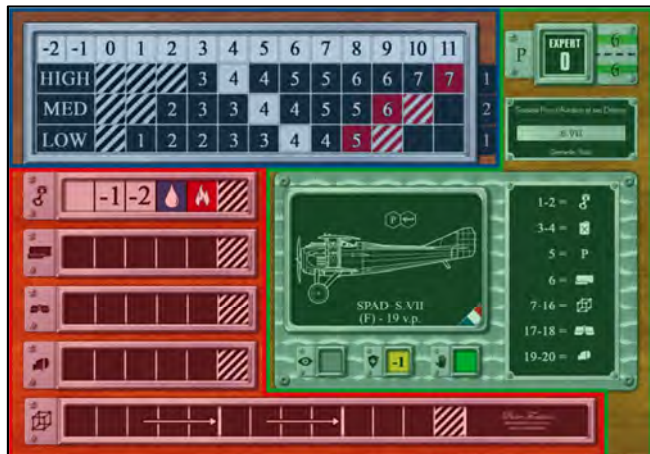 -2 -1 0 1 2 3 4 5 6 7 8 9 10 11
HIGH 3 4 4 5 5 6 6 7 7 1
MED 2 3 3 4 4 5 5 6 2
LOW 1 2 2 3 3 4 4 5 1
P
EXPERT
0
6
6
S.VII
-1 -2
P
SPAD S.VII
(F) - 19 v.p.
-1
1-2 =
3-4 =
5 = P
6 =
7-16 =
17-18 =
19-20 =